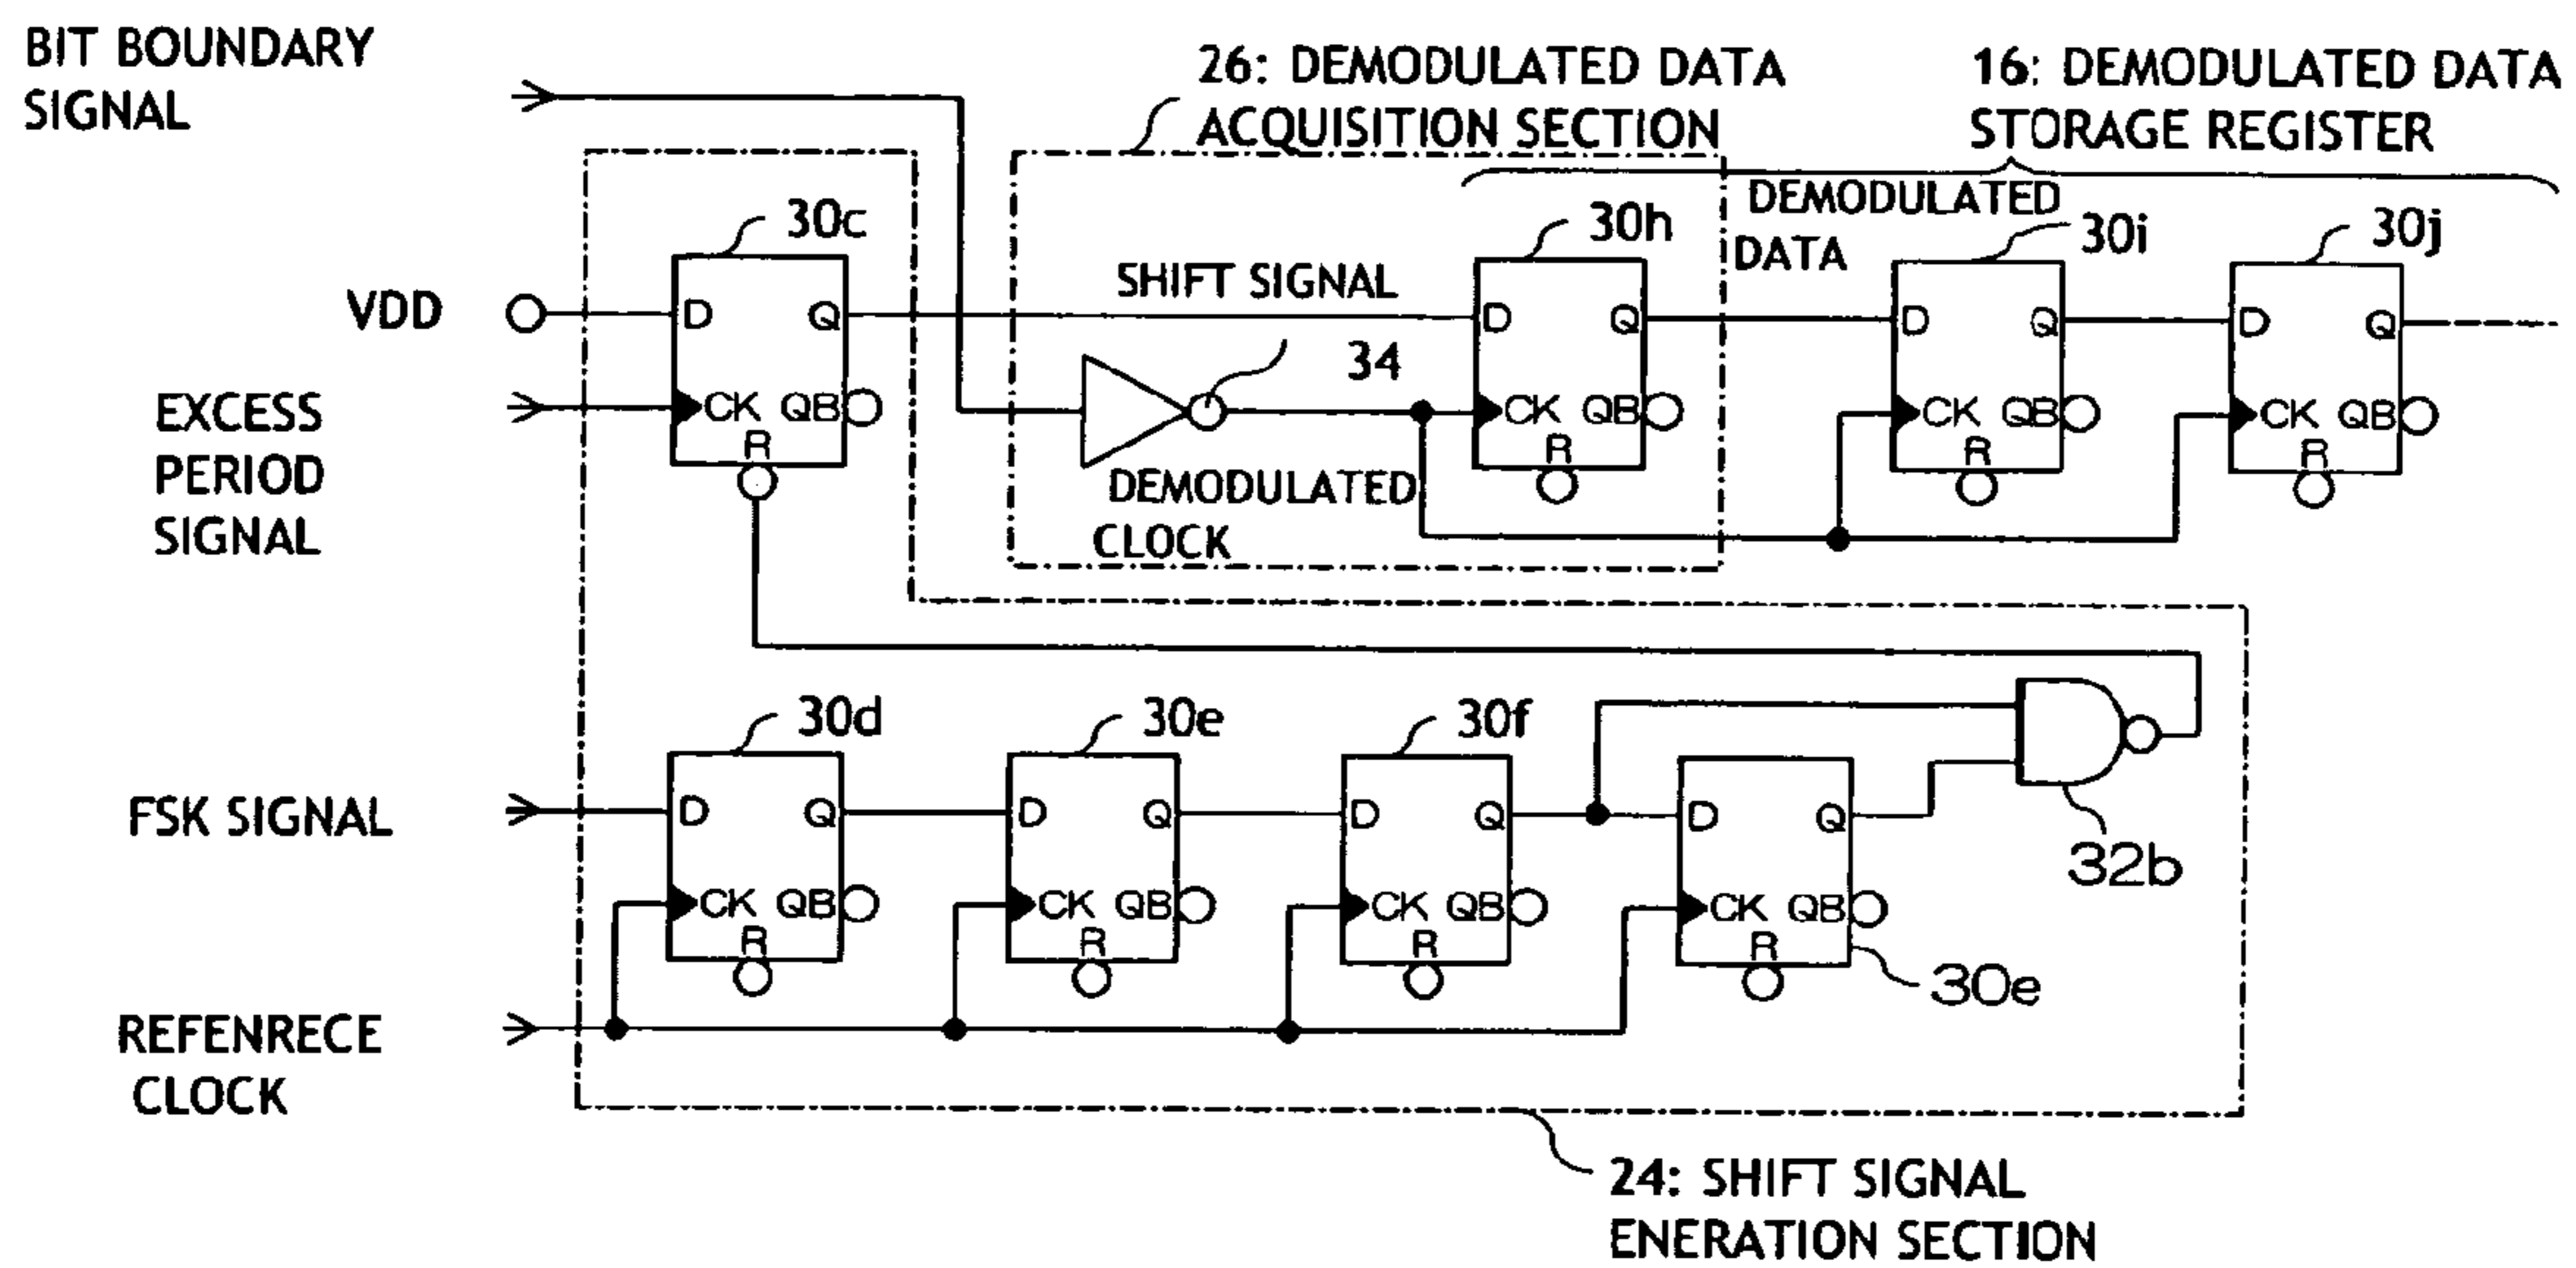 BIT BOUNDARY
SIGNAL
26: DEMODULATED DATA
ACQUISITION SECTION
16: DEMODULATED DATA
STORAGE REGISTER
DEMODULATED
DATA
30c
30h
30i
30j
VDD
D
Q
SHIFT SIGNAL
D
Q
D
Q
D
Q
34
EXCESS
PERIOD
SIGNAL
CK
QB
R
CK
QB
R
CK
QB
R
CK
QB
R
DEMODULATED
CLOCK
30d
30e
30f
FSK SIGNAL
D
Q
D
Q
D
Q
D
Q
32b
CK
QB
R
CK
QB
R
CK
QB
R
CK
QB
R
30e
REFENRECE
CLOCK
24: SHIFT SIGNAL
ENERATION SECTION